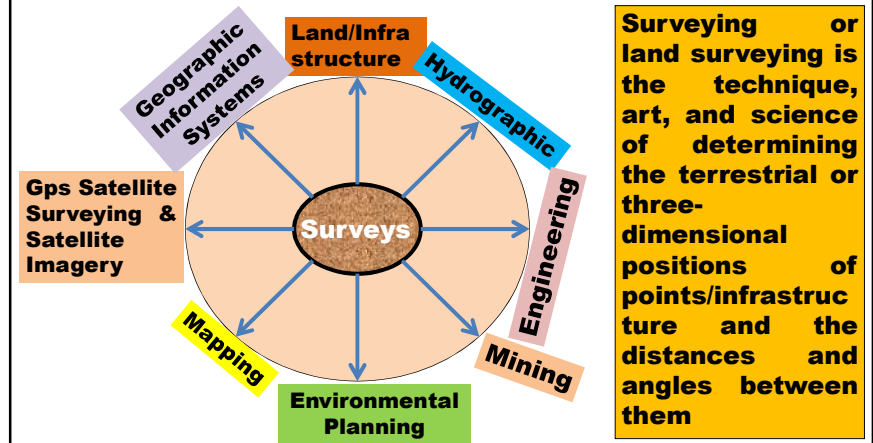 Land/Infra
structure
Geographic
Information
Systems
Hydrographic
Gps Satellite
Surveying &
Satellite
Imagery
Surveys
Engineering
Mapping
Mining
Environmental
Planning
Surveying or
land surveying is
the technique,
art, and science
of determining
the terrestrial or
three-
dimensional
positions of
points/infrastruc
ture and the
distances and
angles between
them